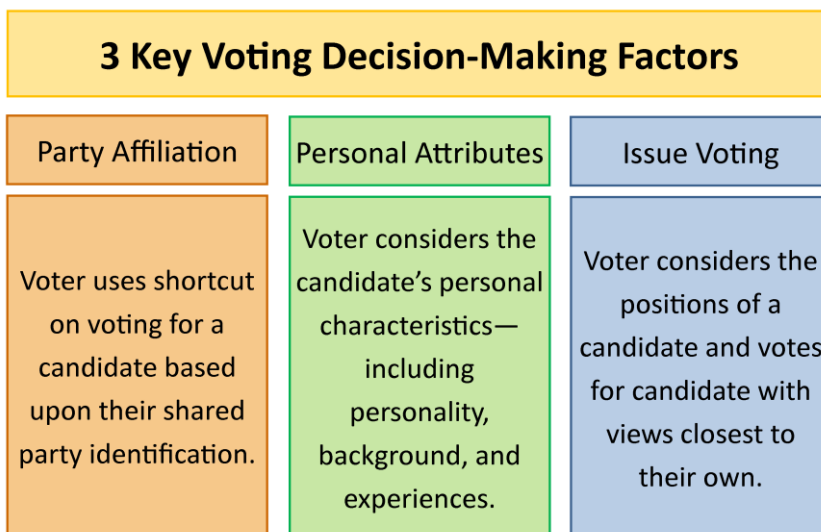 3 Key Voting Decision-Making Factors
Party Affiliation
Voter uses shortcut
on voting for a
candidate based
upon their shared
party identification.
Personal Attributes
Voter considers the
candidate’s personal
characteristics—
including
personality,
background, and
experiences.
Issue Voting
Voter considers the
positions of a
candidate and votes
for candidate with
views closest to
their own.